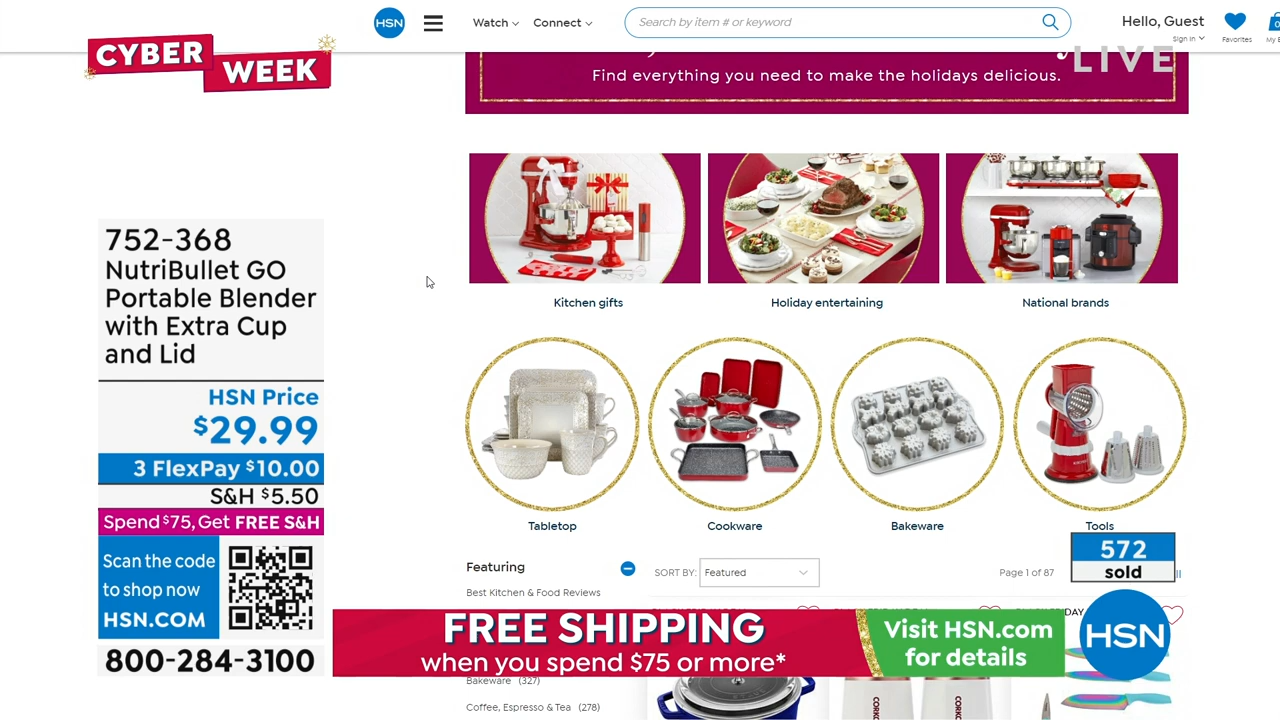 HSN
Watch
Connect
Search by item # or keyword
Hello, Guest
Sign In
Favorites
0
CYBER
WEEK
LIVE
Find everything you need to make the holidays delicious.
Kitchen gifts
Holiday entertaining
National brands
752-368
NutriBullet GO
Portable Blender
with Extra Cup
and Lid
HSN Price
$29.99
3 FlexPay $10.00
S&H $5.50
Spend $75, Get FREE S&H
Scan the code
to shop now
HSN.COM
800-284-3100
Tabletop
Cookware
Bakeware
Tools
572
sold
Featuring
SORT BY:
Featured
Page 1 of 87
Best Kitchen & Food Reviews
FREE SHIPPING
when you spend $75 or more*
Visit HSN.com
for details
HSN
Bakeware (327)
Coffee, Espresso & Tea (278)